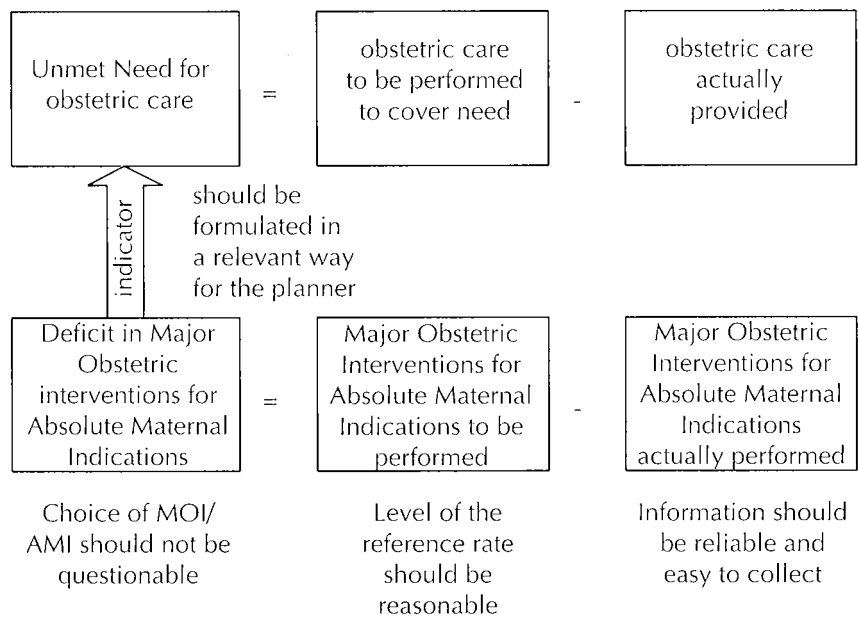 Unmet Need for
obstetric care
=
obstetric care
to be performed
to cover need
-
obstetric care
actually
provided
indicator
should be
formulated in
a relevant way
for the planner
Deficit in Major
Obstetric
interventions for
Absolute Maternal
Indications
=
Major Obstetric
Interventions for
Absolute Maternal
Indications to be
performed
-
Major Obstetric
Interventions for
Absolute Maternal
Indications
actually performed
Choice of MOI/
AMI should not be
questionable
Level of the
reference rate
should be
reasonable
Information should
be reliable and
easy to collect